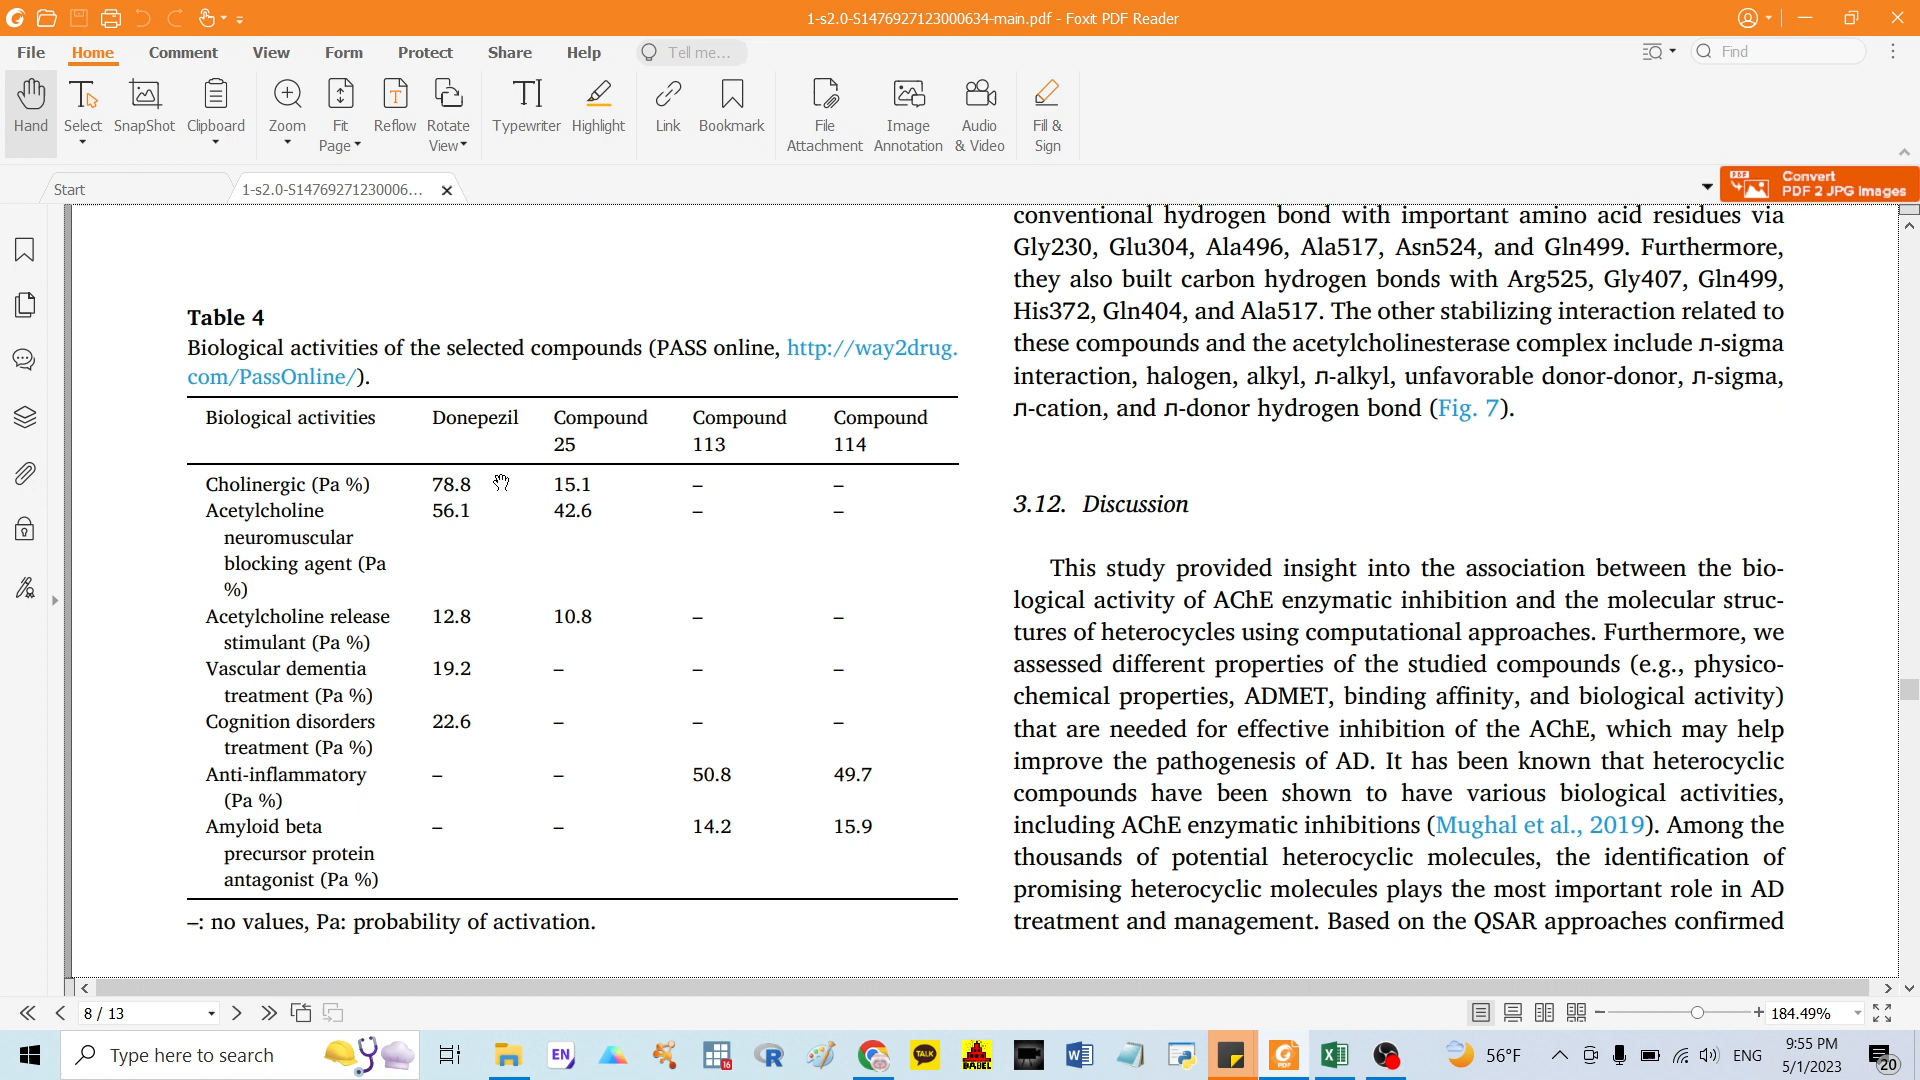 1-s2.0-S1476927123000634-main.pdf - Foxit PDF Reader
File Home Comment View Form Protect Share Help Tell me... Find
Hand Select SnapShot Clipboard Zoom Fit Page Reflow Rotate View Typewriter Highlight Link Bookmark File Attachment Image Annotation Audio & Video Fill & Sign
Start 1-s2.0-S14769271230006...
Convert
PDF 2 JPG Images
Table 4
Biological activities of the selected compounds (PASS online, http://way2drug.
com/PassOnline/).
Biological activities Donepezil Compound 25 Compound 113 Compound 114
Cholinergic (Pa %) 78.8 15.1 – –
Acetylcholine 56.1 42.6 – –
neuromuscular
blocking agent (Pa
%)
Acetylcholine release 12.8 10.8 – –
stimulant (Pa %)
Vascular dementia 19.2 – – –
treatment (Pa %)
Cognition disorders 22.6 – – –
treatment (Pa %)
Anti-inflammatory – – 50.8 49.7
(Pa %)
Amyloid beta – – 14.2 15.9
precursor protein
antagonist (Pa %)
–: no values, Pa: probability of activation.
conventional hydrogen bond with important amino acid residues via
Gly230, Glu304, Ala496, Ala517, Asn524, and Gln499. Furthermore,
they also built carbon hydrogen bonds with Arg525, Gly407, Gln499,
His372, Gln404, and Ala517. The other stabilizing interaction related to
these compounds and the acetylcholinesterase complex include л-sigma
interaction, halogen, alkyl, л-alkyl, unfavorable donor-donor, л-sigma,
л-cation, and л-donor hydrogen bond (Fig. 7).
3.12. Discussion
This study provided insight into the association between the bio-
logical activity of AChE enzymatic inhibition and the molecular struc-
tures of heterocycles using computational approaches. Furthermore, we
assessed different properties of the studied compounds (e.g., physico-
chemical properties, ADMET, binding affinity, and biological activity)
that are needed for effective inhibition of the AChE, which may help
improve the pathogenesis of AD. It has been known that heterocyclic
compounds have been shown to have various biological activities,
including AChE enzymatic inhibitions (Mughal et al., 2019). Among the
thousands of potential heterocyclic molecules, the identification of
promising heterocyclic molecules plays the most important role in AD
treatment and management. Based on the QSAR approaches confirmed
8 / 13 184.49%
Type here to search EN 16 R TALK BABEL 56°F ENG 9:55 PM
5/1/2023 20